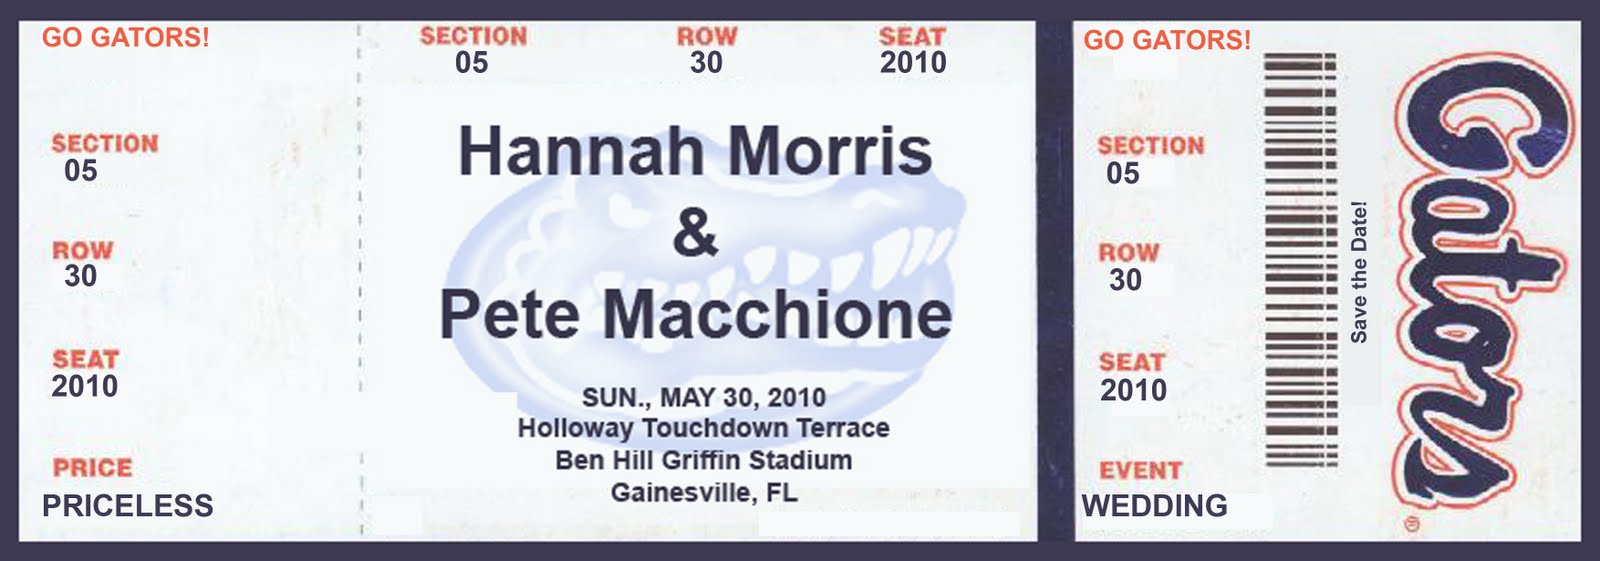 GO GATORS!
SECTION
05
ROW
30
SEAT
2010
PRICE
PRICELESS
SECTION ROW SEAT
05 30 2010
Hannah Morris
&
Pete Macchione
SUN., MAY 30, 2010
Holloway Touchdown Terrace
Ben Hill Griffin Stadium
Gainesville, FL
GO GATORS!
SECTION
05
ROW
30
SEAT
2010
EVENT
WEDDING
Save the Date!
Gators
®